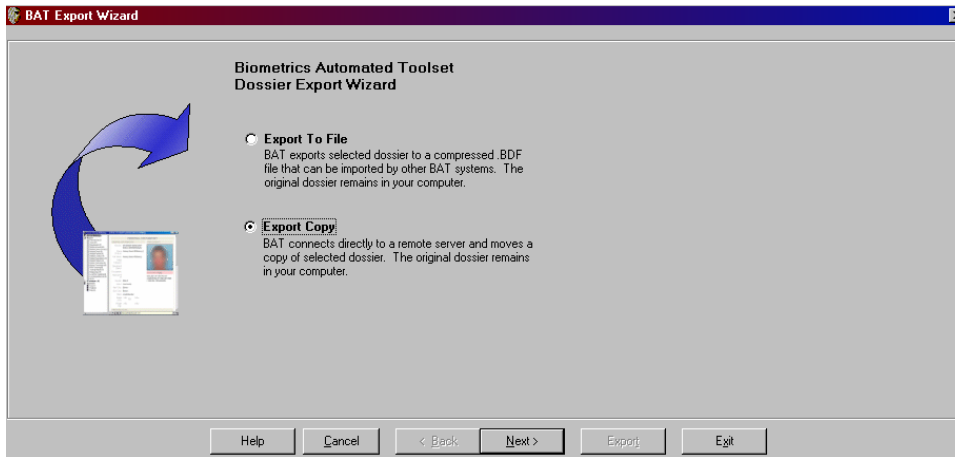 BAT Export Wizard
Biometrics Automated Toolset
Dossier Export Wizard
Export To File
BAT exports selected dossier to a compressed .BDF
file that can be imported by other BAT systems. The
original dossier remains in your computer.
Export Copy
BAT connects directly to a remote server and moves a
copy of selected dossier. The original dossier remains
in your computer.
Help
Cancel
< Back
Next >
Export
Exit